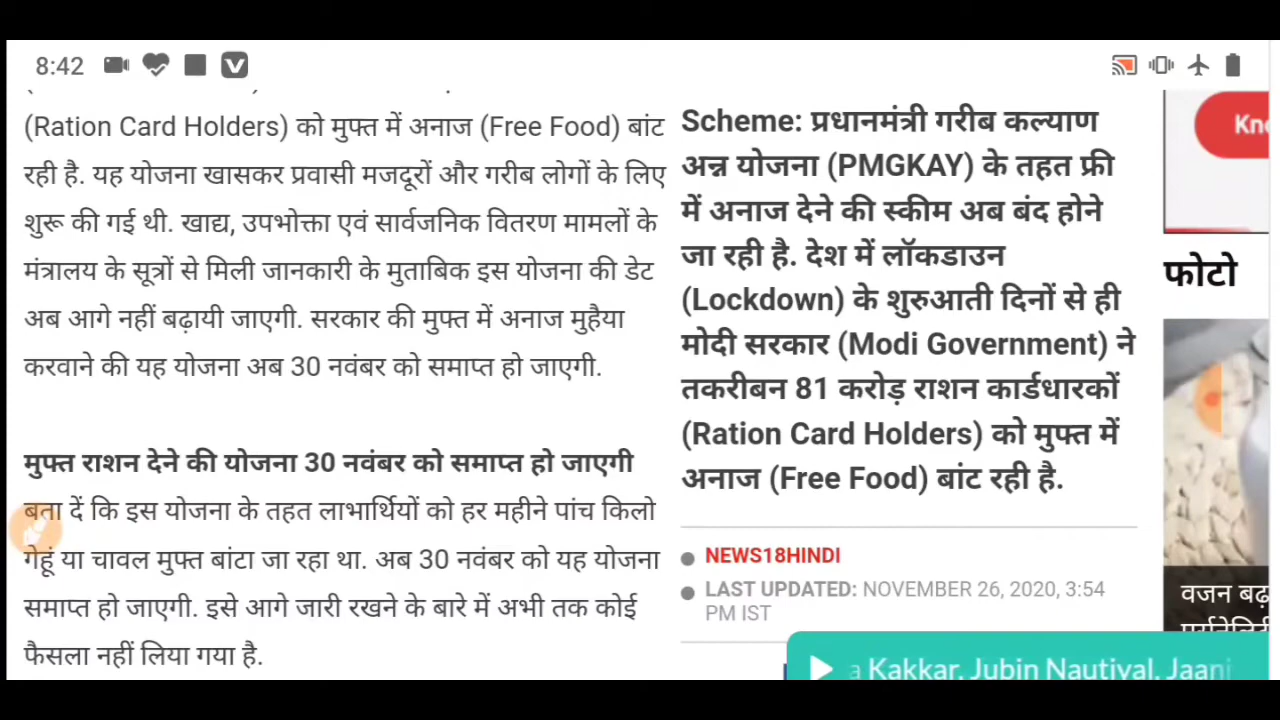 8:42
(Ration Card Holders) को मुफ्त में अनाज (Free Food) बांट
रही है. यह योजना खासकर प्रवासी मजदूरों और गरीब लोगों के लिए
शुरू की गई थी. खाद्य, उपभोक्ता एवं सार्वजनिक वितरण मामलों के
मंत्रालय के सूत्रों से मिली जानकारी के मुताबिक इस योजना की डेट
अब आगे नहीं बढ़ायी जाएगी. सरकार की मुफ्त में अनाज मुहैया
करवाने की यह योजना अब 30 नवंबर को समाप्त हो जाएगी.
मुफ्त राशन देने की योजना 30 नवंबर को समाप्त हो जाएगी
बता दें कि इस योजना के तहत लाभार्थियों को हर महीने पांच किलो
गेहूं या चावल मुफ्त बांटा जा रहा था. अब 30 नवंबर को यह योजना
समाप्त हो जाएगी. इसे आगे जारी रखने के बारे में अभी तक कोई
फैसला नहीं लिया गया है.
Scheme: प्रधानमंत्री गरीब कल्याण
अन्न योजना (PMGKAY) के तहत फ्री
में अनाज देने की स्कीम अब बंद होने
जा रही है. देश में लॉकडाउन
(Lockdown) के शुरुआती दिनों से ही
मोदी सरकार (Modi Government) ने
तकरीबन 81 करोड़ राशन कार्डधारकों
(Ration Card Holders) को मुफ्त में
अनाज (Free Food) बांट रही है.
NEWS18HINDI
LAST UPDATED: NOVEMBER 26, 2020, 3:54
PM IST
a Kakkar, Jubin Nautiyal, Jaani
Kno
फोटो
वजन बढ़